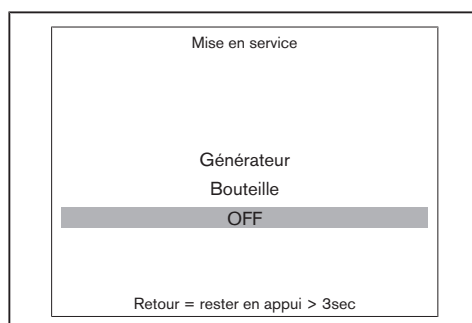 Mise en service
Générateur
Bouteille
OFF
Retour = rester en appui > 3sec